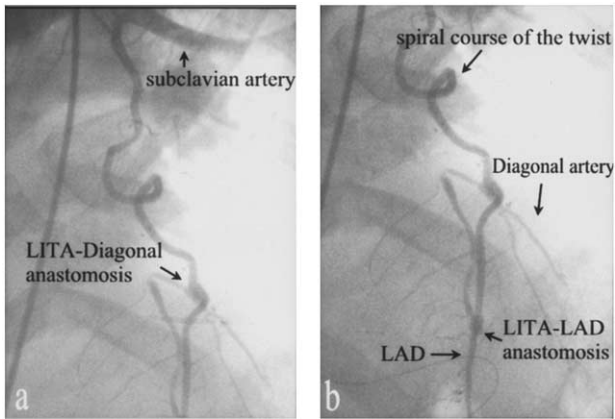 subclavian artery
LITA-Diagonal
anastomosis
a
spiral course of the twist
Diagonal artery
LITA-LAD
anastomosis
LAD
b